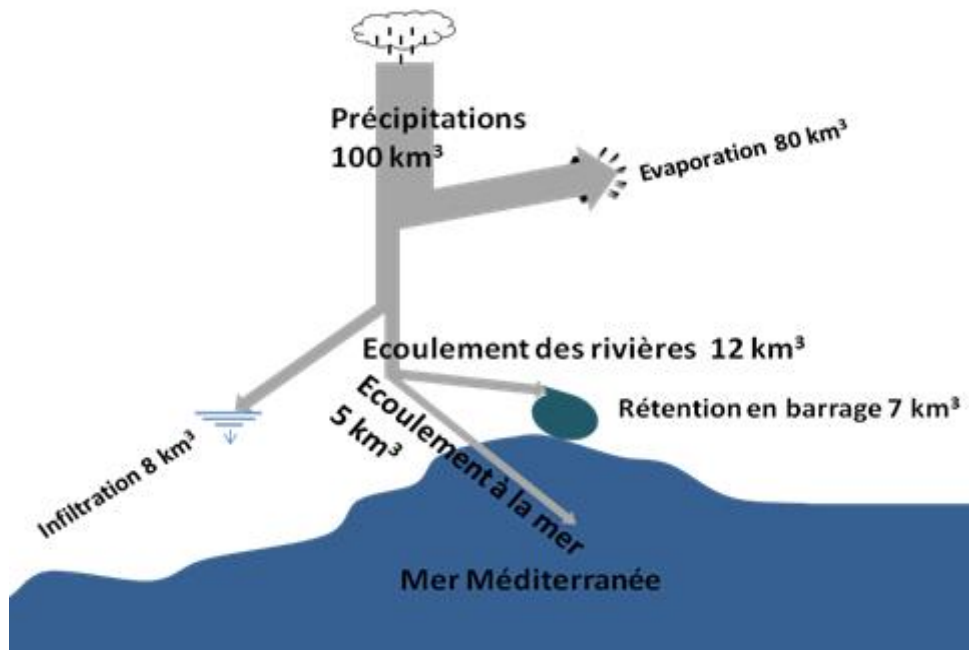 Précipitations
100 km³
Evaporation 80 km³
Ecoulement des rivières 12 km³
Rétention en barrage 7 km³
Ecoulement à la mer
5 km³
Infiltration 8 km³
Mer Méditerranée